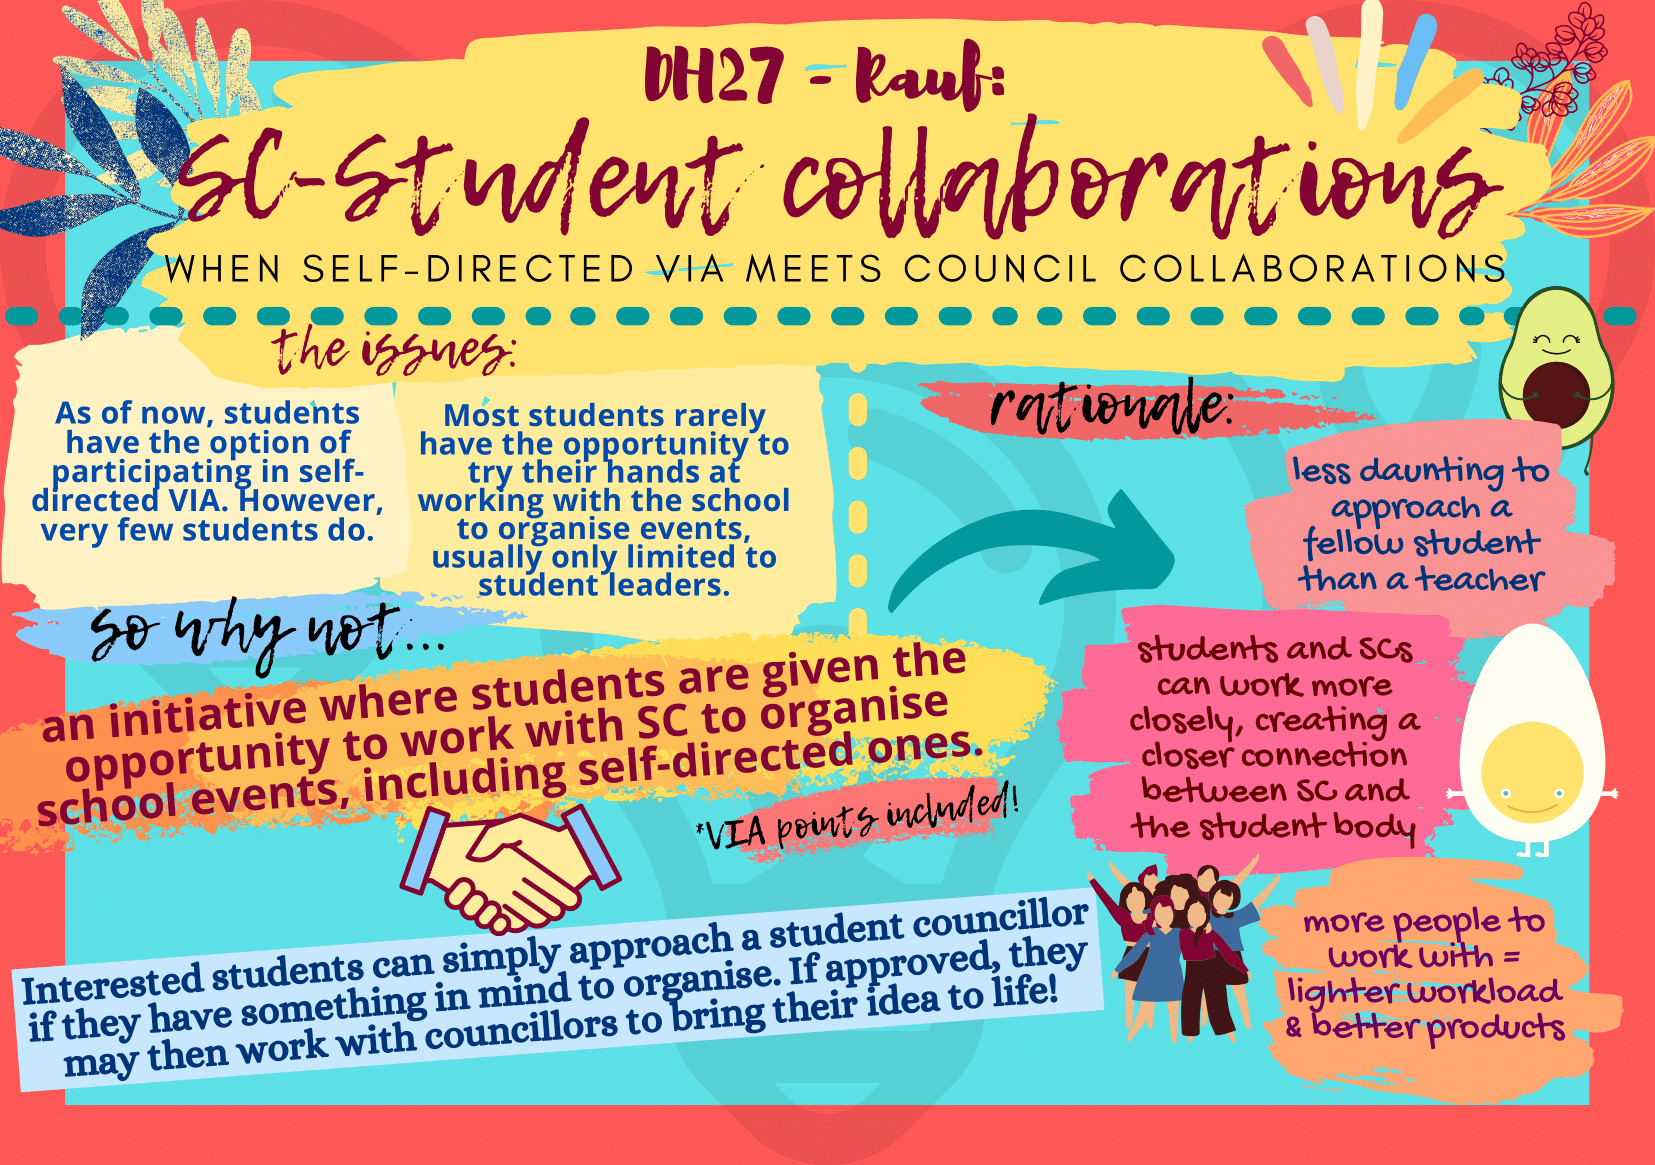 DH27 - Rauf:
SC-Student collaborations
WHEN SELF-DIRECTED VIA MEETS COUNCIL COLLABORATIONS
the issues:
As of now, students
have the option of
participating in self-
directed VIA. However,
very few students do.
Most students rarely
have the opportunity to
try their hands at
working with the school
to organise events,
usually only limited to
student leaders.
so why not...
an initiative where students are given the
opportunity to work with SC to organise
school events, including self-directed ones.
*VIA points included!
Interested students can simply approach a student councillor
if they have something in mind to organise. If approved, they
may then work with councillors to bring their idea to life!
rationale:
less daunting to
approach a
fellow student
than a teacher
students and SCs
can work more
closely, creating a
closer connection
between SC and
the student body
more people to
work with =
lighter workload
& better products